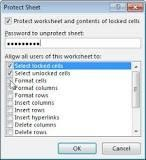 Protect Sheet
Protect worksheet and contents of locked cells
Password to unprotect sheet:
•••••••••
Allow all users of this worksheet to:
Select locked cells
Select unlocked cells
Format cells
Format columns
Format rows
Insert columns
Insert rows
Insert hyperlinks
Delete columns
Delete rows
OK
Cancel